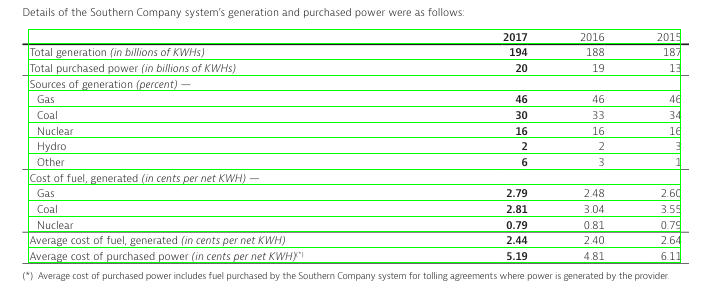 Details of the Southern Company system's generation and purchased power were as follows:
2017 2016 2015
Total generation (in billions of KWHs) 194 188 187
Total purchased power (in billions of KWHs) 20 19 13
Sources of generation (percent) —
Gas 46 46 46
Coal 30 33 34
Nuclear 16 16 16
Hydro 2 2 3
Other 6 3 1
Cost of fuel, generated (in cents per net KWH) —
Gas 2.79 2.48 2.60
Coal 2.81 3.04 3.55
Nuclear 0.79 0.81 0.79
Average cost of fuel, generated (in cents per net KWH) 2.44 2.40 2.64
Average cost of purchased power (in cents per net KWH)(*) 5.19 4.81 6.11
(*) Average cost of purchased power includes fuel purchased by the Southern Company system for tolling agreements where power is generated by the provider.